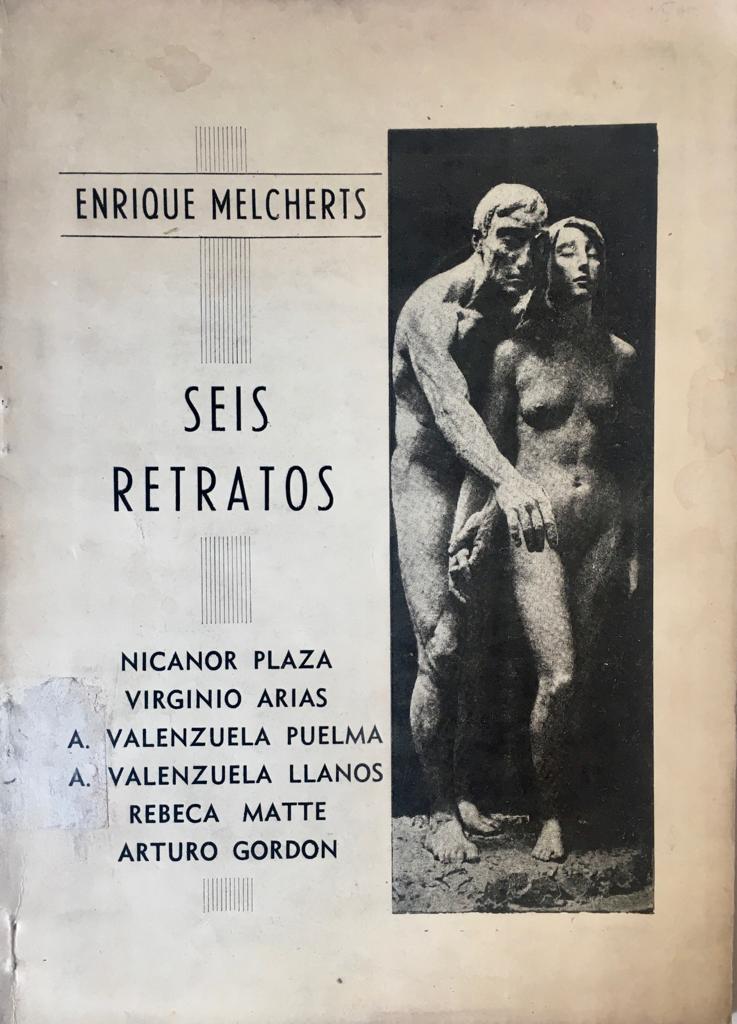 ENRIQUE MELCHERTS
SEIS
RETRATOS
NICANOR PLAZA
VIRGINIO ARIAS
A. VALENZUELA PUELMA
A. VALENZUELA LLANOS
REBECA MATTE
ARTURO GORDON